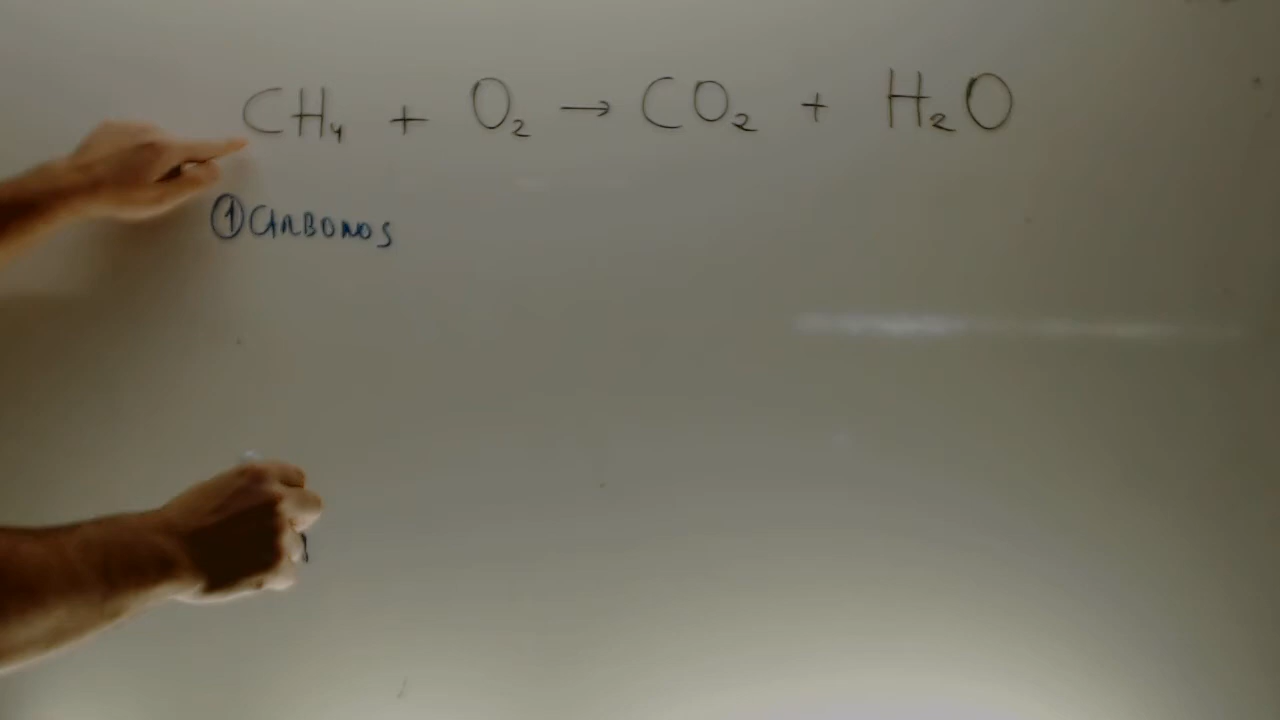 CH₄ + O₂ → CO₂ + H₂O
① CARBONOS